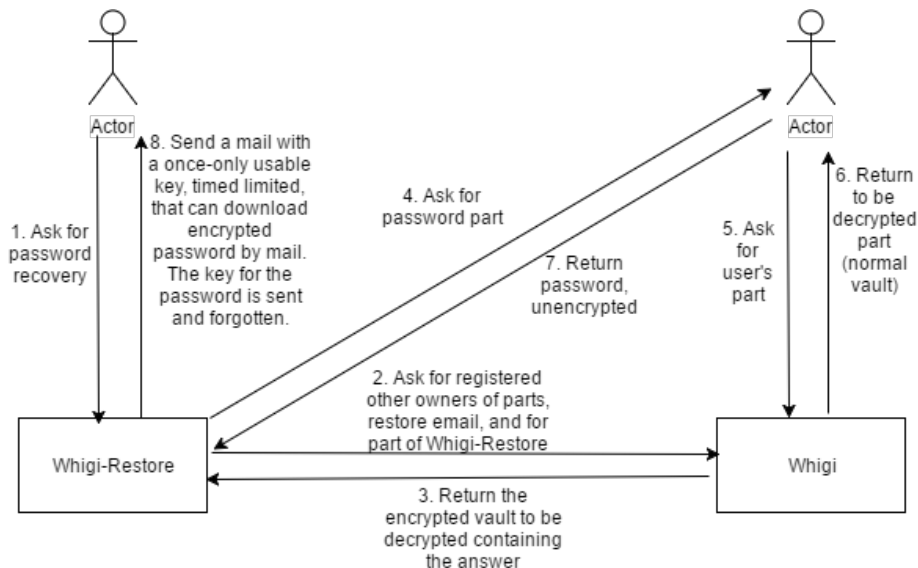 Actor
Actor
1. Ask for
password
recovery
8. Send a mail with
a once-only usable
key, timed limited,
that can download
encrypted
password by mail.
The key for the
password is sent
and forgotten.
4. Ask for
password part
7. Return
password,
unencrypted
5. Ask
for
user's
part
6. Return
to be
decrypted
part
(normal
vault)
2. Ask for registered
other owners of parts,
restore email, and for
part of Whigi-Restore
Whigi-Restore
Whigi
3. Return the
encrypted vault to be
decrypted containing
the answer